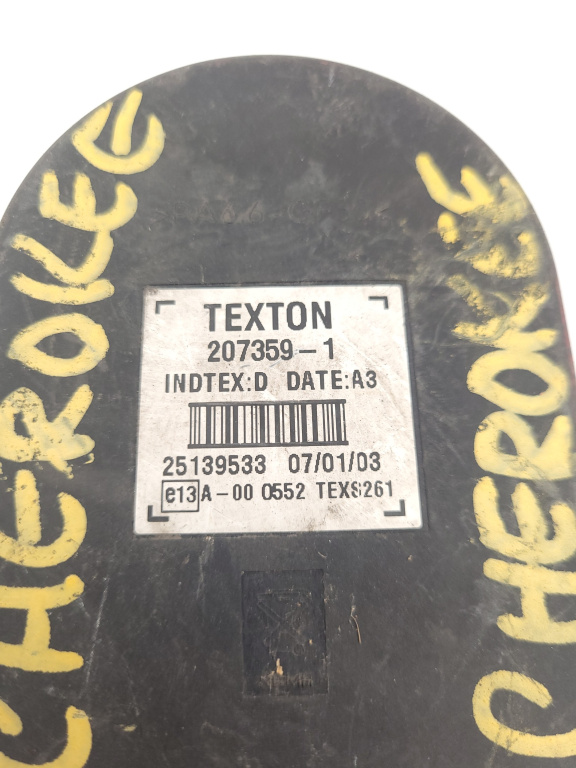 CHEROKEE
TEXTON
207359-1
INDTEX:D DATE:A3
25139533 07/01/03
e13 A-00 0552 TEXS261
CHEROKEE